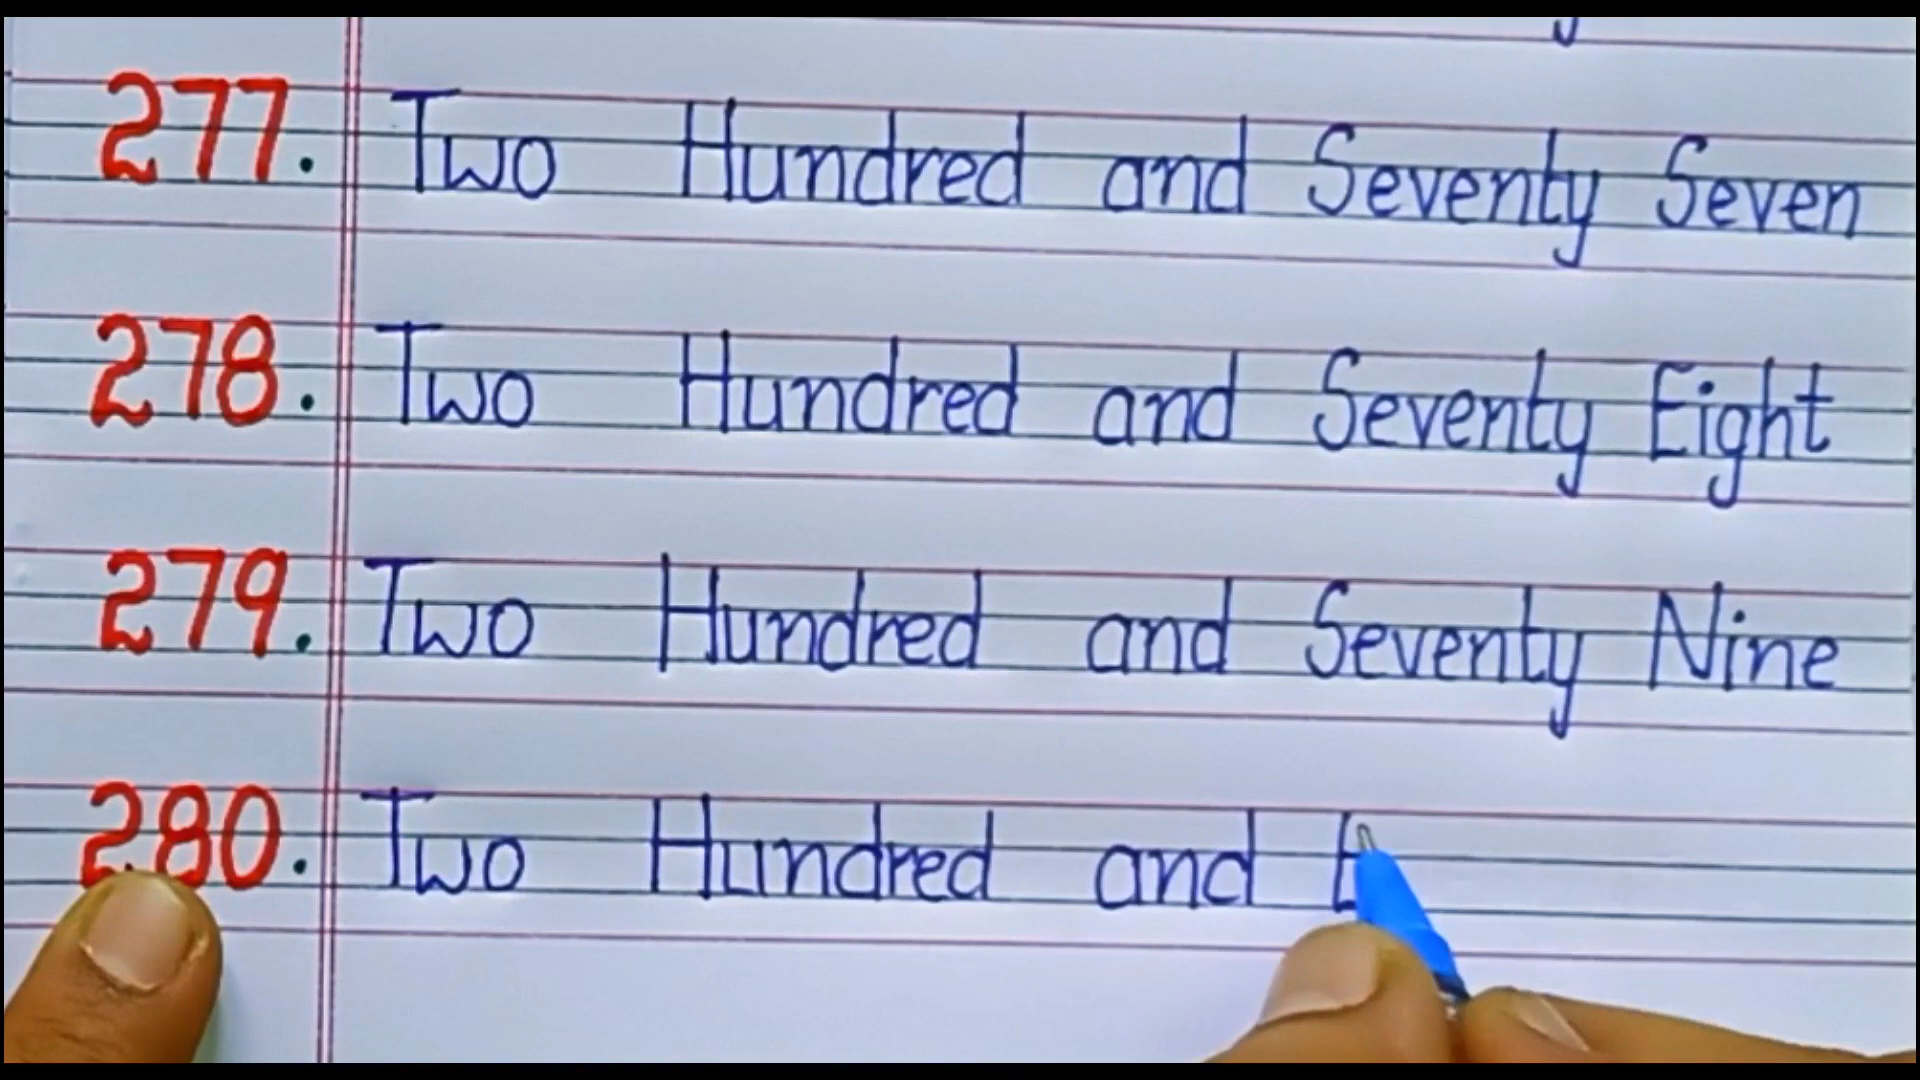 277. Two Hundred and Seventy Seven
278. Two Hundred and Seventy Eight
279. Two Hundred and Seventy Nine
280. Two Hundred and E